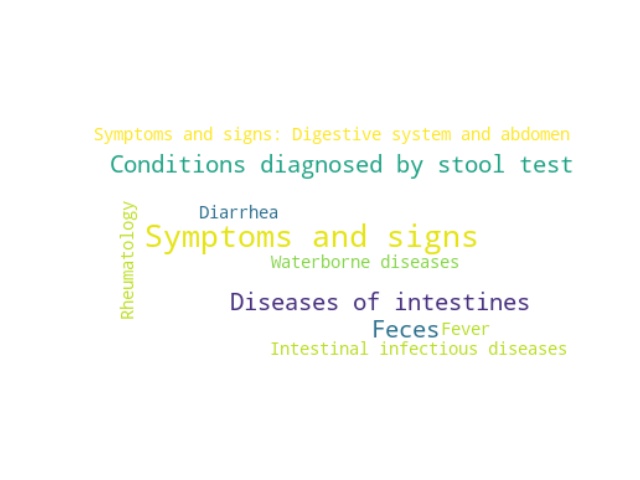 Symptoms and signs: Digestive system and abdomen
Conditions diagnosed by stool test
Rheumatology
Diarrhea
Symptoms and signs
Waterborne diseases
Diseases of intestines
Feces
Fever
Intestinal infectious diseases